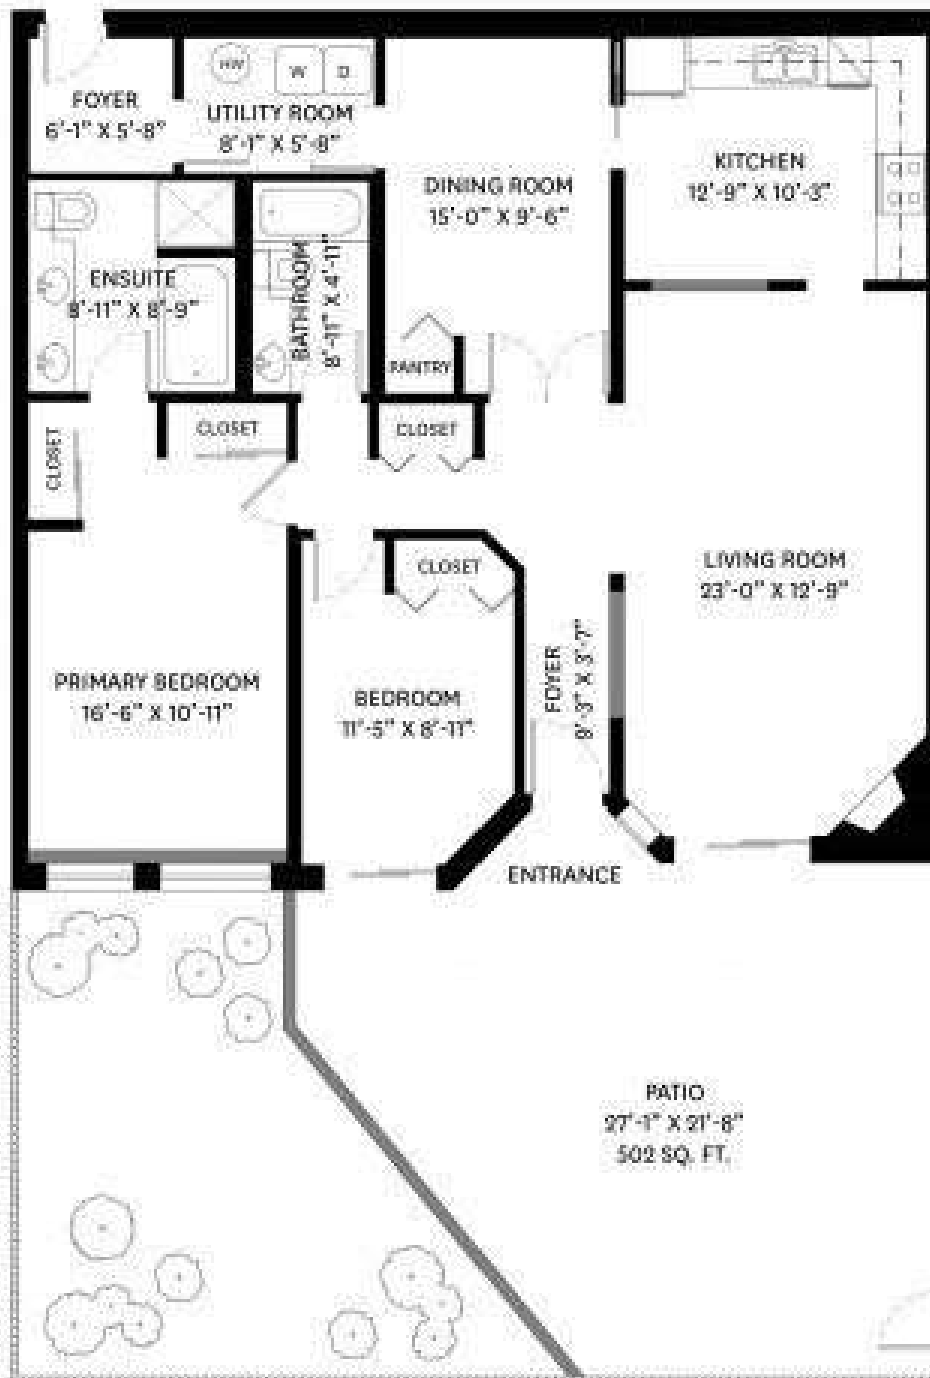 FOYER
6'-1" X 5'-8"
HW
W
D
UTILITY ROOM
8'-1" X 5'-8"
DINING ROOM
15'-0" X 9'-6"
KITCHEN
12'-9" X 10'-3"
ENSUITE
8'-11" X 8'-9"
BATHROOM
8'-11" X 4'-11"
PANTRY
CLOSET
CLOSET
CLOSET
CLOSET
LIVING ROOM
23'-0" X 12'-9"
PRIMARY BEDROOM
16'-6" X 10'-11"
BEDROOM
11'-5" X 8'-11"
FOYER
9'-3" X 3'-7"
ENTRANCE
PATIO
27'-1" X 21'-8"
502 SQ. FT.